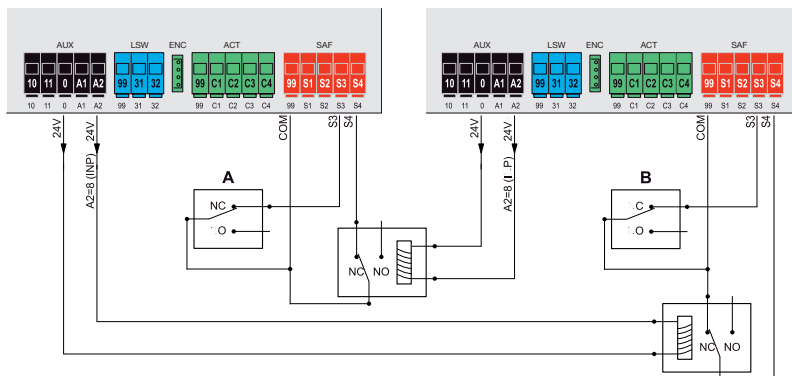 AUX LSW ENC ACT SAF
10 11 0 A1 A2 99 31 32 99 C1 C2 C3 C4 99 S1 S2 S3 S4
10 11 0 A1 A2 99 31 32 99 C1 C2 C3 C4 99 S1 S2 S3 S4
24V
24V
A2=8 (INP)
COM
S3
S4
A
NC
NC NO
AUX LSW ENC ACT SAF
10 11 0 A1 A2 99 31 32 99 C1 C2 C3 C4 99 S1 S2 S3 S4
10 11 0 A1 A2 99 31 32 99 C1 C2 C3 C4 99 S1 S2 S3 S4
24V
24V
A2=8
COM
S3
S4
B
NC NO